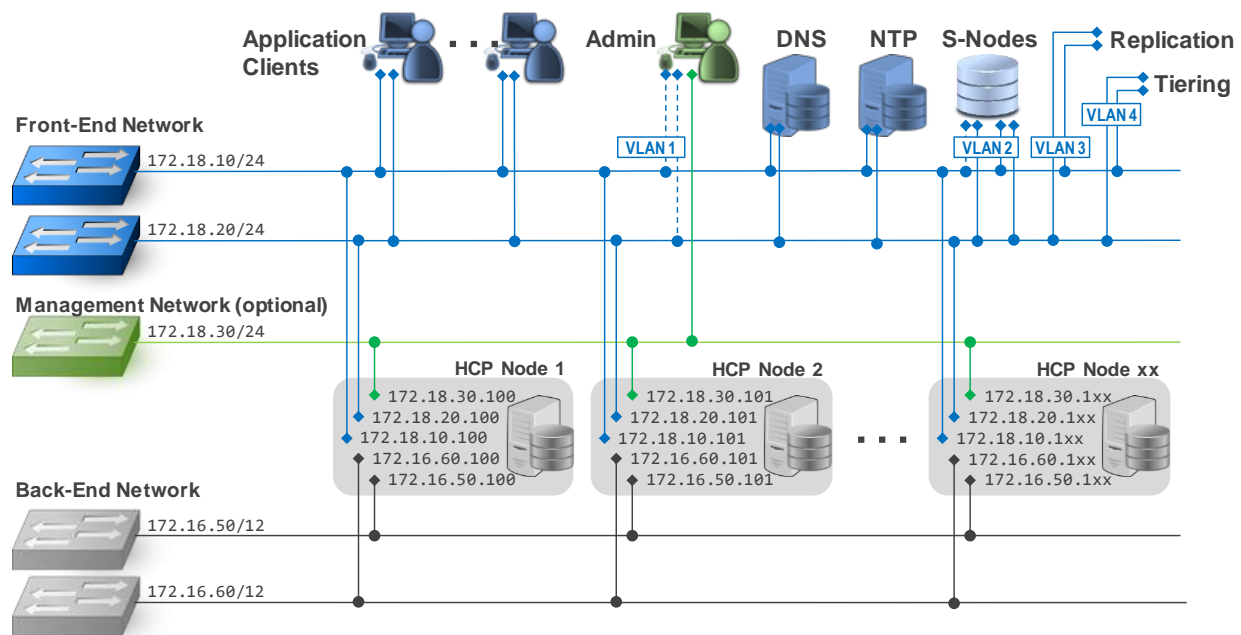 Application
Clients
. . .
Admin
DNS
NTP
S-Nodes
Replication
Tiering
VLAN 4
VLAN 1
VLAN 2
VLAN 3
Front-End Network
172.18.10/24
172.18.20/24
Management Network (optional)
172.18.30/24
HCP Node 1
172.18.30.100
172.18.20.100
172.18.10.100
172.16.60.100
172.16.50.100
HCP Node 2
172.18.30.101
172.18.20.101
172.18.10.101
172.16.60.101
172.16.50.101
. . .
HCP Node xx
172.18.30.1xx
172.18.20.1xx
172.18.10.1xx
172.16.60.1xx
172.16.50.1xx
Back-End Network
172.16.50/12
172.16.60/12